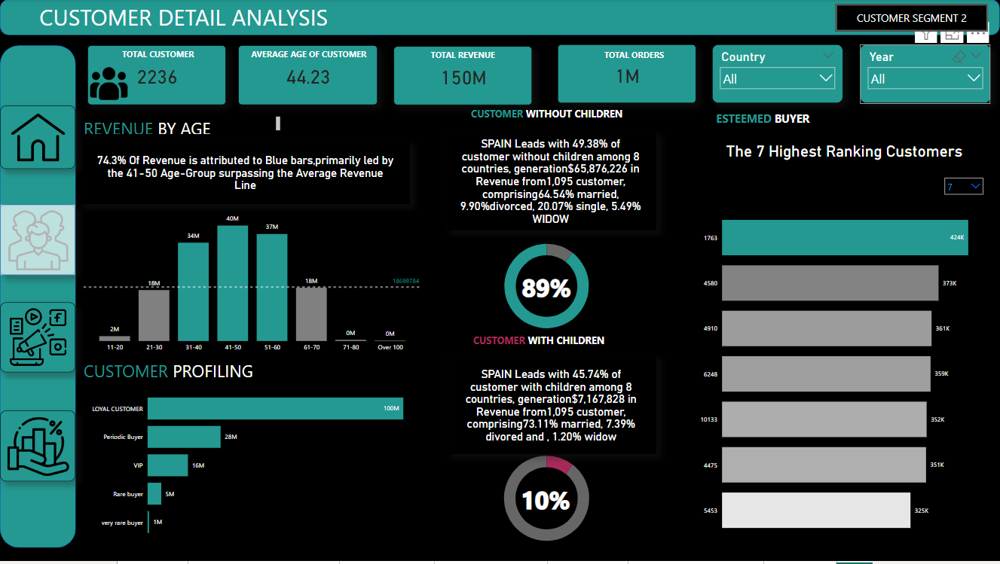 CUSTOMER DETAIL ANALYSIS
CUSTOMER SEGMENT 2
TOTAL CUSTOMER
2236
AVERAGE AGE OF CUSTOMER
44.23
TOTAL REVENUE
150M
TOTAL ORDERS
1M
Country
All
Year
All
REVENUE BY AGE
74.3% Of Revenue is attributed to Blue bars,primarily led by
the 41-50 Age-Group surpassing the Average Revenue
Line
2M
18M
34M
40M
37M
18M
0M
0M
18699784
11-20
21-30
31-40
41-50
51-60
61-70
71-80
Over 100
CUSTOMER PROFILING
LOYAL CUSTOMER
100M
Periodic Buyer
28M
VIP
16M
Rare buyer
5M
very rare buyer
1M
CUSTOMER WITHOUT CHILDREN
SPAIN Leads with 49.38% of
customer without children among 8
countries, generation$65,876,226 in
Revenue from1,095 customer,
comprising64.54% married,
9.90%divorced, 20.07% single, 5.49%
WIDOW
89%
CUSTOMER WITH CHILDREN
SPAIN Leads with 45.74% of
customer with children among 8
countries, generation$7,167,828 in
Revenue from1,095 customer,
comprising73.11% married, 7.39%
divored and , 1.20% widow
10%
ESTEEMED BUYER
The 7 Highest Ranking Customers
7
1763
424K
4580
373K
4910
361K
6248
359K
10133
352K
4475
351K
5453
325K